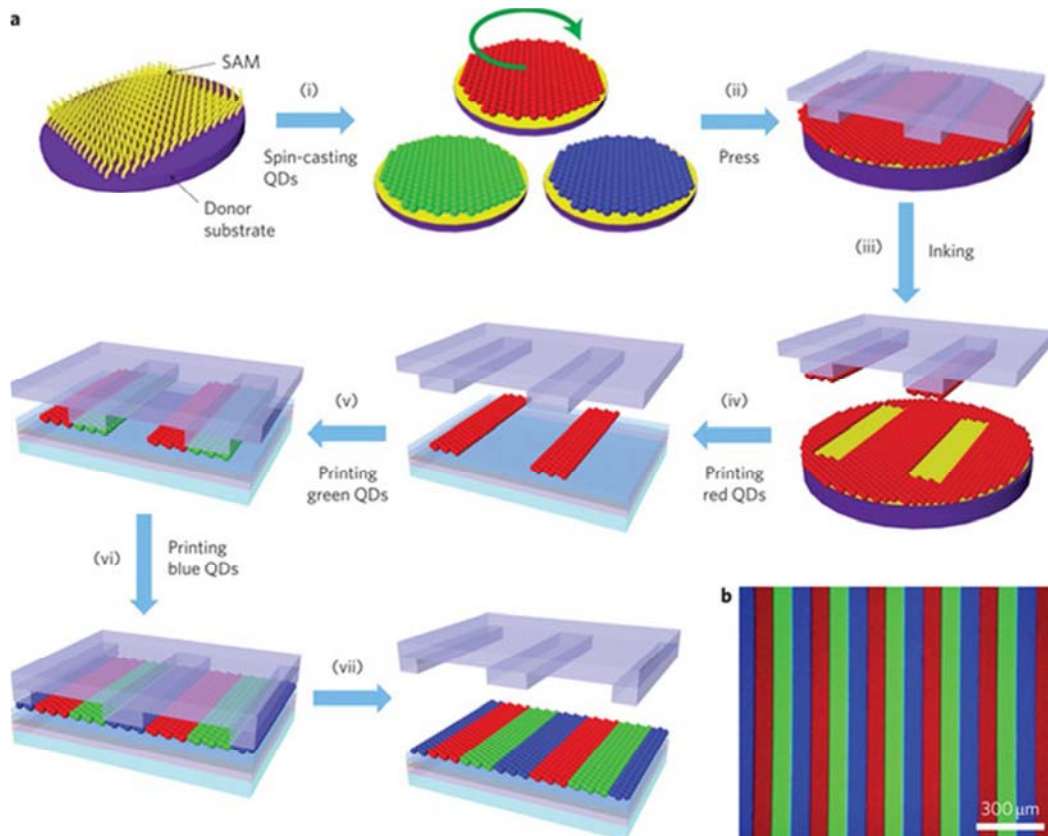 a
SAM
(i)
Spin-casting
QDs
Donor
substrate
(ii)
Press
(iii)
Inking
(iv)
Printing
red QDs
(v)
Printing
green QDs
(vi)
Printing
blue QDs
(vii)
b
300 μm